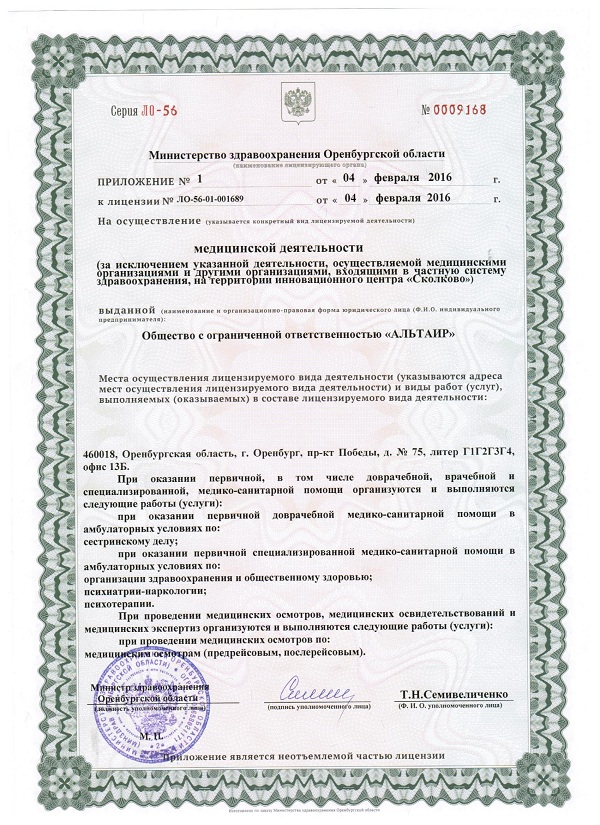 Серия ЛО-56
№ 0009168
Министерство здравоохранения Оренбургской области
(наименование лицензирующего органа)
ПРИЛОЖЕНИЕ № 1 от « 04 » февраля 2016 г.
к лицензии № ЛО-56-01-001689 от « 04 » февраля 2016 г.
На осуществление (указывается конкретный вид лицензируемой деятельности)
медицинской деятельности
(за исключением указанной деятельности, осуществляемой медицинскими
организациями и другими организациями, входящими в частную систему
здравоохранения, на территории инновационного центра «Сколково»)
выданной (наименование и организационно-правовая форма юридического лица (Ф.И.О. индивидуального
предпринимателя):
Общество с ограниченной ответственностью «АЛЬТАИР»
Места осуществления лицензируемого вида деятельности (указываются адреса
мест осуществления лицензируемого вида деятельности) и виды работ (услуг),
выполняемых (оказываемых) в составе лицензируемого вида деятельности:
460018, Оренбургская область, г. Оренбург, пр-кт Победы, д. № 75, литер Г1Г2Г3Г4,
офис 13Б.
При оказании первичной, в том числе доврачебной, врачебной и
специализированной, медико-санитарной помощи организуются и выполняются
следующие работы (услуги):
при оказании первичной доврачебной медико-санитарной помощи в
амбулаторных условиях по:
сестринскому делу;
при оказании первичной специализированной медико-санитарной помощи в
амбулаторных условиях по:
организации здравоохранения и общественному здоровью;
психиатрии-наркологии;
психотерапии.
При проведении медицинских осмотров, медицинских освидетельствований и
медицинских экспертиз организуются и выполняются следующие работы (услуги):
при проведении медицинских осмотров по:
медицинским осмотрам (предрейсовым, послерейсовым).
Министр здравоохранения
Оренбургской области
(должность уполномоченного лица)
(подпись уполномоченного лица)
Т.Н.Семивеличенко
(Ф. И. О. уполномоченного лица)
М. П.
Приложение является неотъемлемой частью лицензии